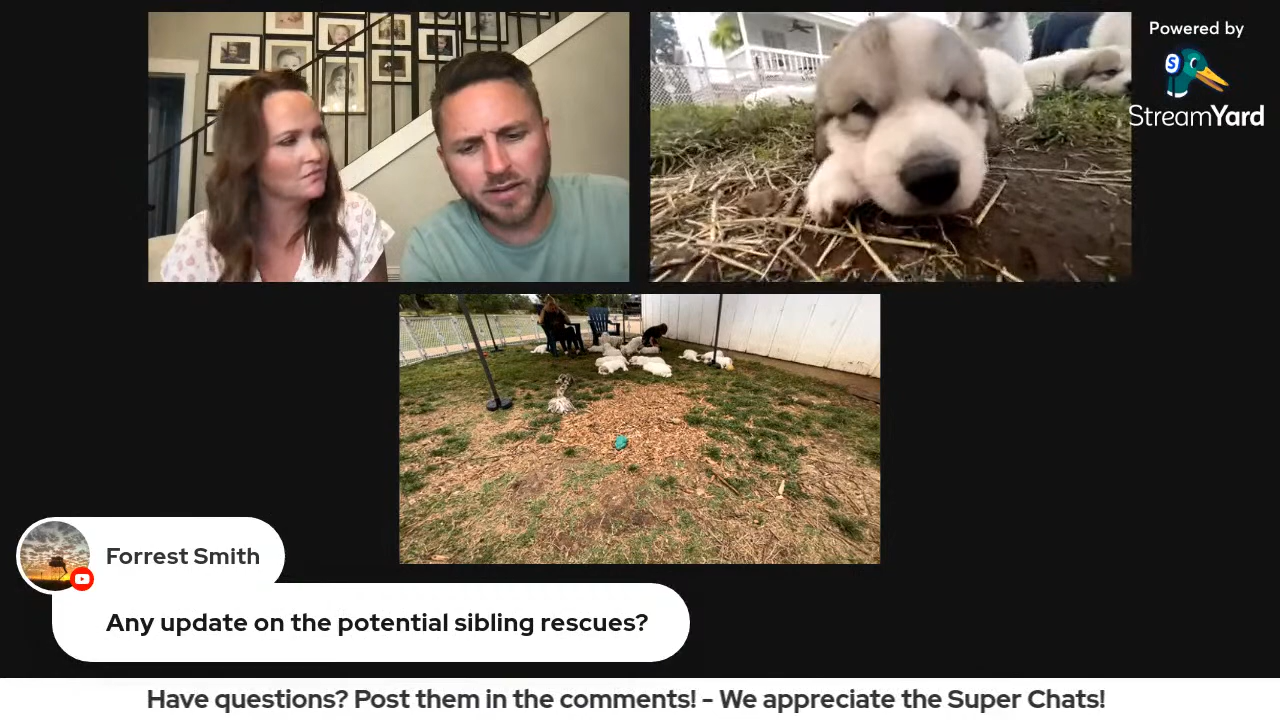 Powered by
StreamYard
Forrest Smith
Any update on the potential sibling rescues?
Have questions? Post them in the comments! - We appreciate the Super Chats!